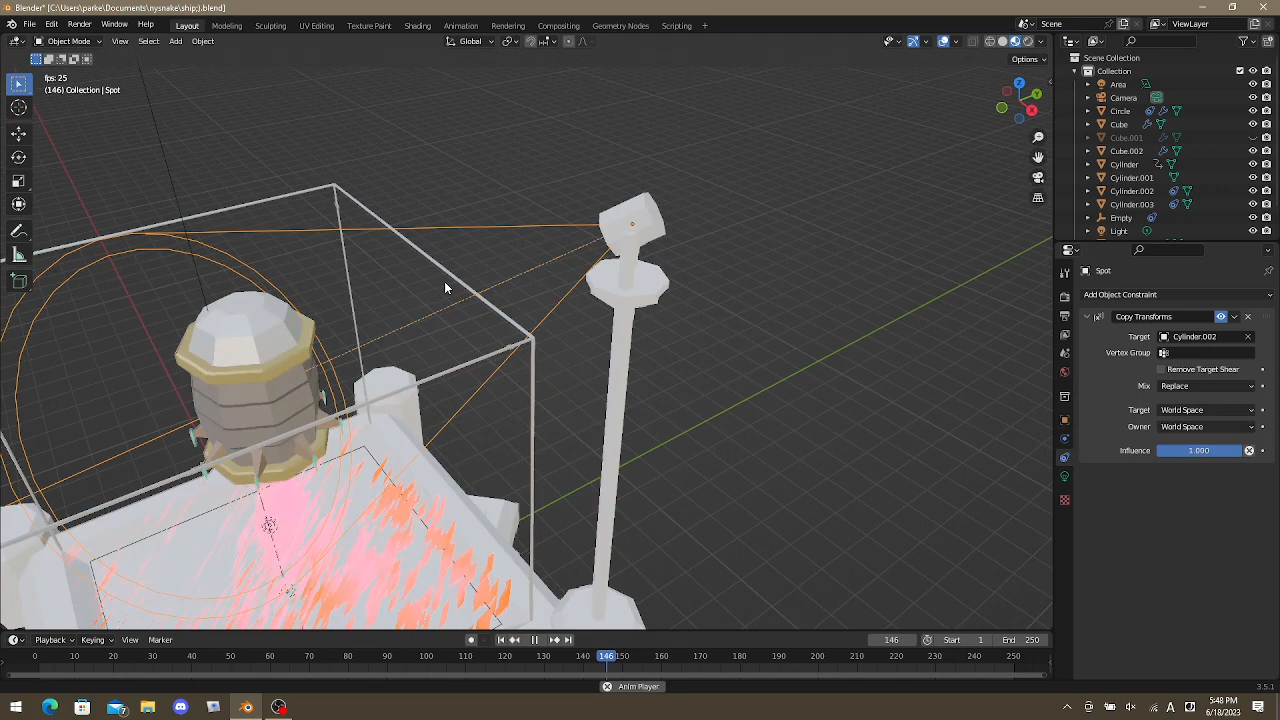 Blender* [C:\Users\parke\Documents\nysnake\ship;).blend]
File Edit Render Window Help Layout Modeling Sculpting UV Editing Texture Paint Shading Animation Rendering Compositing Geometry Nodes Scripting + Scene ViewLayer
Object Mode View Select Add Object Global
Options
fps: 25
(146) Collection | Spot
Scene Collection
Collection
Area
Camera
Circle
Cube
Cube.001
Cube.002
Cylinder
Cylinder.001
Cylinder.002
Cylinder.003
Empty
Light
Spot
Add Object Constraint
Copy Transforms
Target Cylinder.002
Vertex Group
Remove Target Shear
Mix Replace
Target World Space
Owner World Space
Influence 1.000
Playback Keying View Marker 146 Start 1 End 250
0 10 20 30 40 50 60 70 80 90 100 110 120 130 140 146 150 160 170 180 190 200 210 220 230 240 250
Anim Player 3.5.1
5:48 PM
6/18/2023